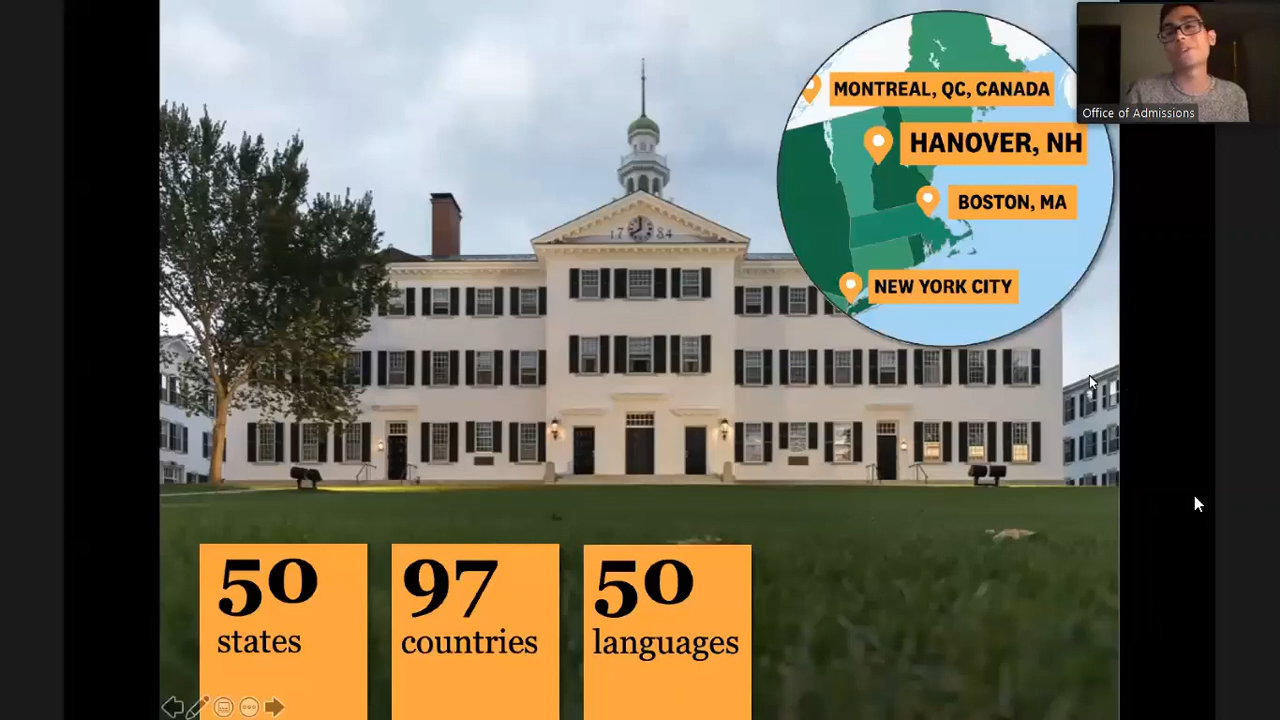 MONTREAL, QC, CANADA
HANOVER, NH
BOSTON, MA
NEW YORK CITY
Office of Admissions
1784
50
states
97
countries
50
languages